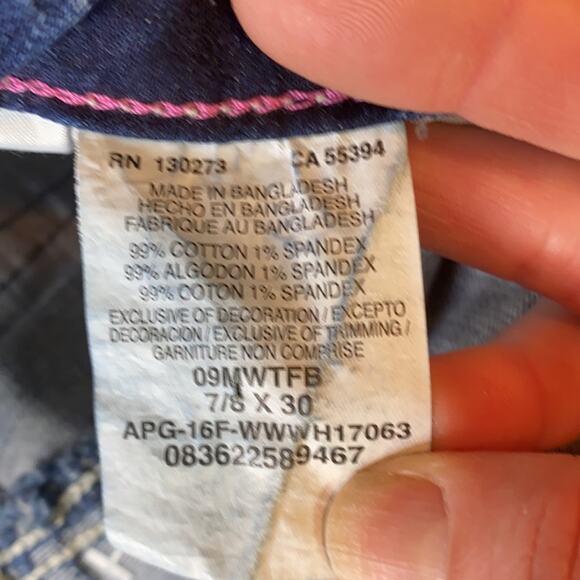 RN 130273 CA 55394
MADE IN BANGLADESH
HECHO EN BANGLADESH
FABRIQUE AU BANGLADESH
99% COTTON 1% SPANDEX
99% ALGODON 1% SPANDEX
99% COTON 1% SPANDEX
EXCLUSIVE OF DECORATION / EXCEPTO
DECORACION / EXCLUSIVE OF TRIMMING /
GARNITURE NON COMPRISE
09MWTFB
7/8 X 30
APG-16F-WWWH17063
083622589467